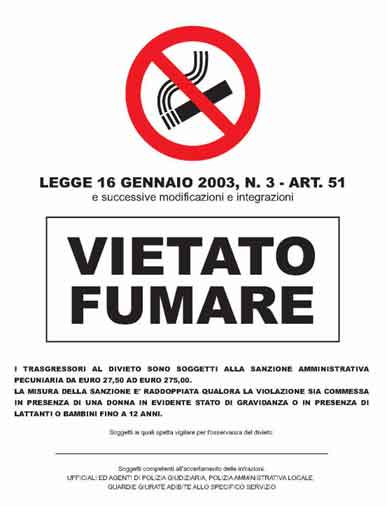 LEGGE 16 GENNAIO 2003, N. 3 - ART. 51
e successive modificazioni e integrazioni
VIETATO
FUMARE
I TRASGRESSORI AL DIVIETO SONO SOGGETTI ALLA SANZIONE AMMINISTRATIVA
PECUNIARIA DA EURO 27,50 AD EURO 275,00.
LA MISURA DELLA SANZIONE E' RADDOPPIATA QUALORA LA VIOLAZIONE SIA COMMESSA
IN PRESENZA DI UNA DONNA IN EVIDENTE STATO DI GRAVIDANZA O IN PRESENZA DI
LATTANTI O BAMBINI FINO A 12 ANNI.
Soggetti ai quali spetta vigilare per l'osservanza del divieto
Soggetti competenti all'accertamento delle infrazioni
UFFICIALI ED AGENTI DI POLIZIA GIUDIZIARIA, POLIZIA AMMINISTRATIVA LOCALE,
GUARDIE GIURATE ADIBITE ALLO SPECIFICO SERVIZIO